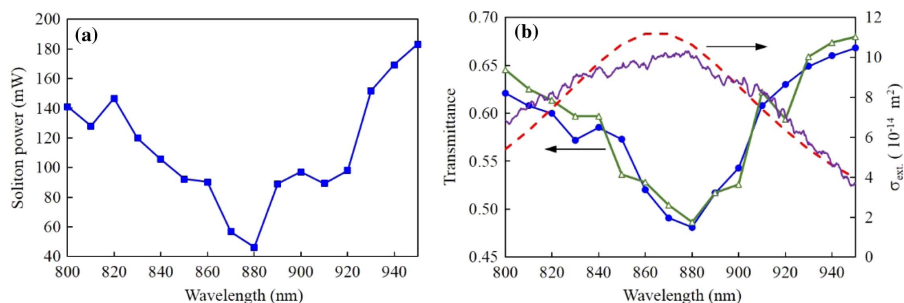 (a)
Soliton power (mW)
200
180
160
140
120
100
80
60
40
800 820 840 860 880 900 920 940
Wavelength (nm)
(b)
Transmittance
0.70
0.65
0.60
0.55
0.50
0.45
800 820 840 860 880 900 920 940
Wavelength (nm)
12
10
8
6
4
2
0
σext. ( 10⁻¹⁴ m²)